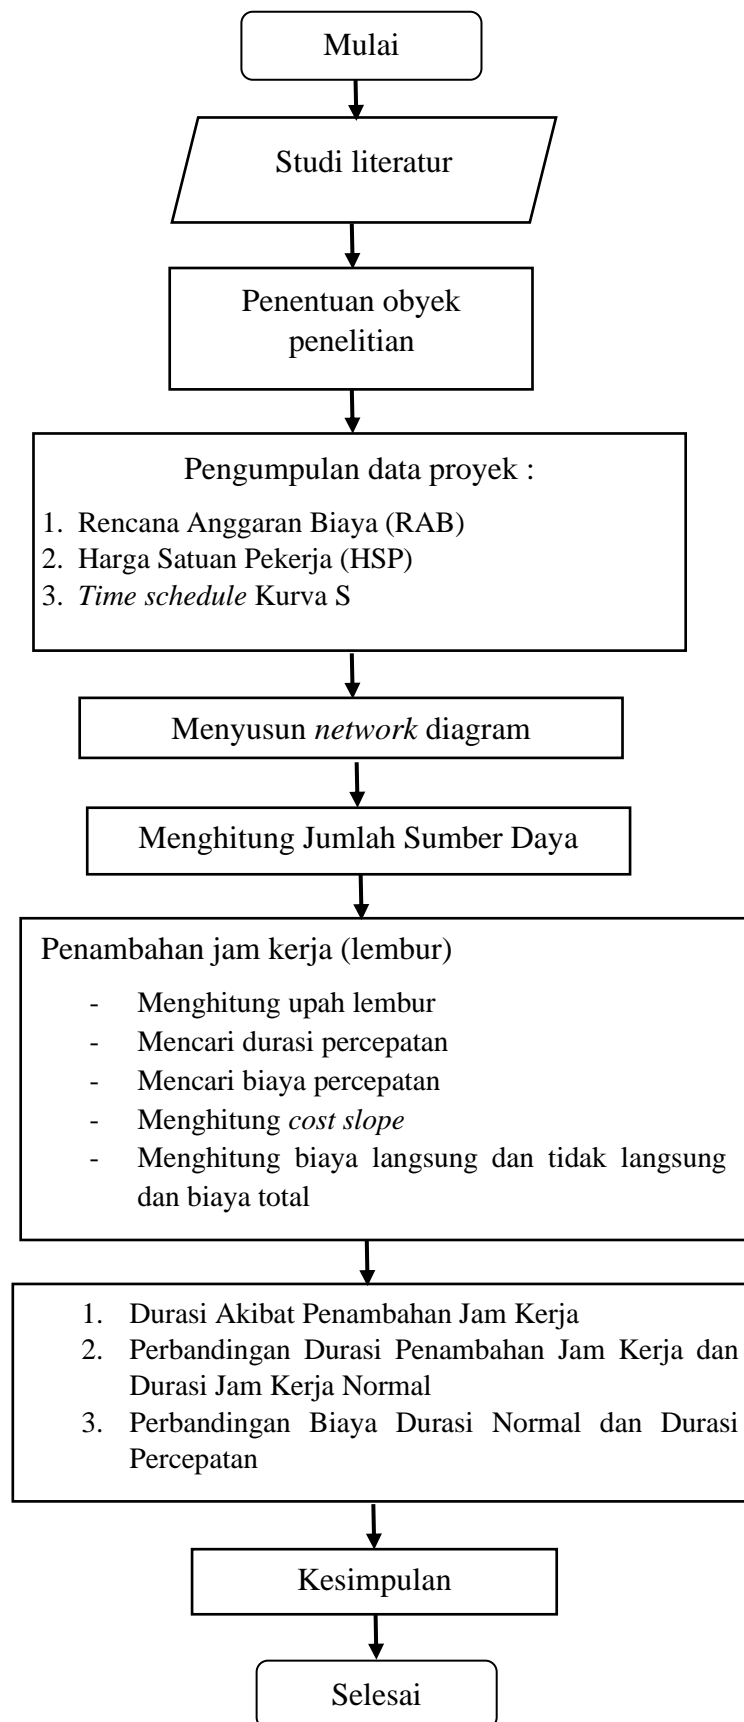 Mulai
Studi literatur
Penentuan obyek
penelitian
Pengumpulan data proyek :
1. Rencana Anggaran Biaya (RAB)
2. Harga Satuan Pekerja (HSP)
3. Time schedule Kurva S
Menyusun network diagram
Menghitung Jumlah Sumber Daya
Penambahan jam kerja (lembur)
- Menghitung upah lembur
- Mencari durasi percepatan
- Mencari biaya percepatan
- Menghitung cost slope
- Menghitung biaya langsung dan tidak langsung
dan biaya total
1. Durasi Akibat Penambahan Jam Kerja
2. Perbandingan Durasi Penambahan Jam Kerja dan
Durasi Jam Kerja Normal
3. Perbandingan Biaya Durasi Normal dan Durasi
Percepatan
Kesimpulan
Selesai